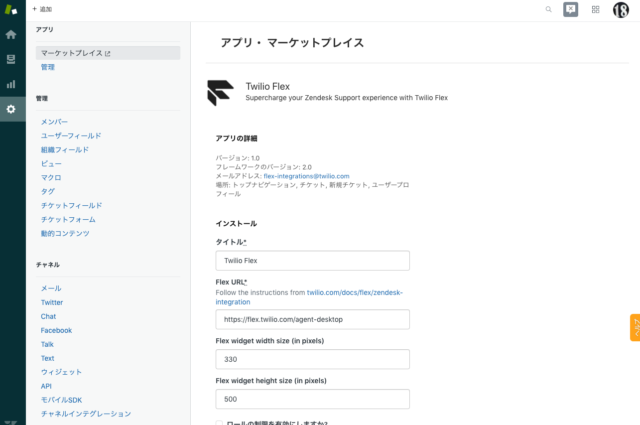 + 追加
アプリ
マーケットプレイス
管理
管理
メンバー
ユーザーフィールド
組織フィールド
ビュー
マクロ
タグ
チケットフィールド
チケットフォーム
動的コンテンツ
チャネル
メール
Twitter
Chat
Facebook
Talk
Text
ウィジェット
API
モバイルSDK
チャネルインテグレーション
アプリ・ マーケットプレイス
Twilio Flex
Supercharge your Zendesk Support experience with Twilio Flex
アプリの詳細
バージョン: 1.0
フレームワークのバージョン: 2.0
メールアドレス: flex-integrations@twilio.com
場所: トップナビゲーション, チケット, 新規チケット, ユーザープロ
フィール
インストール
タイトル*
Twilio Flex
Flex URL*
Follow the instructions from twilio.com/docs/flex/zendesk-
integration
https://flex.twilio.com/agent-desktop
Flex widget width size (in pixels)
330
Flex widget height size (in pixels)
500
ロールの制限を有効にしますか?
ヘルプ
18